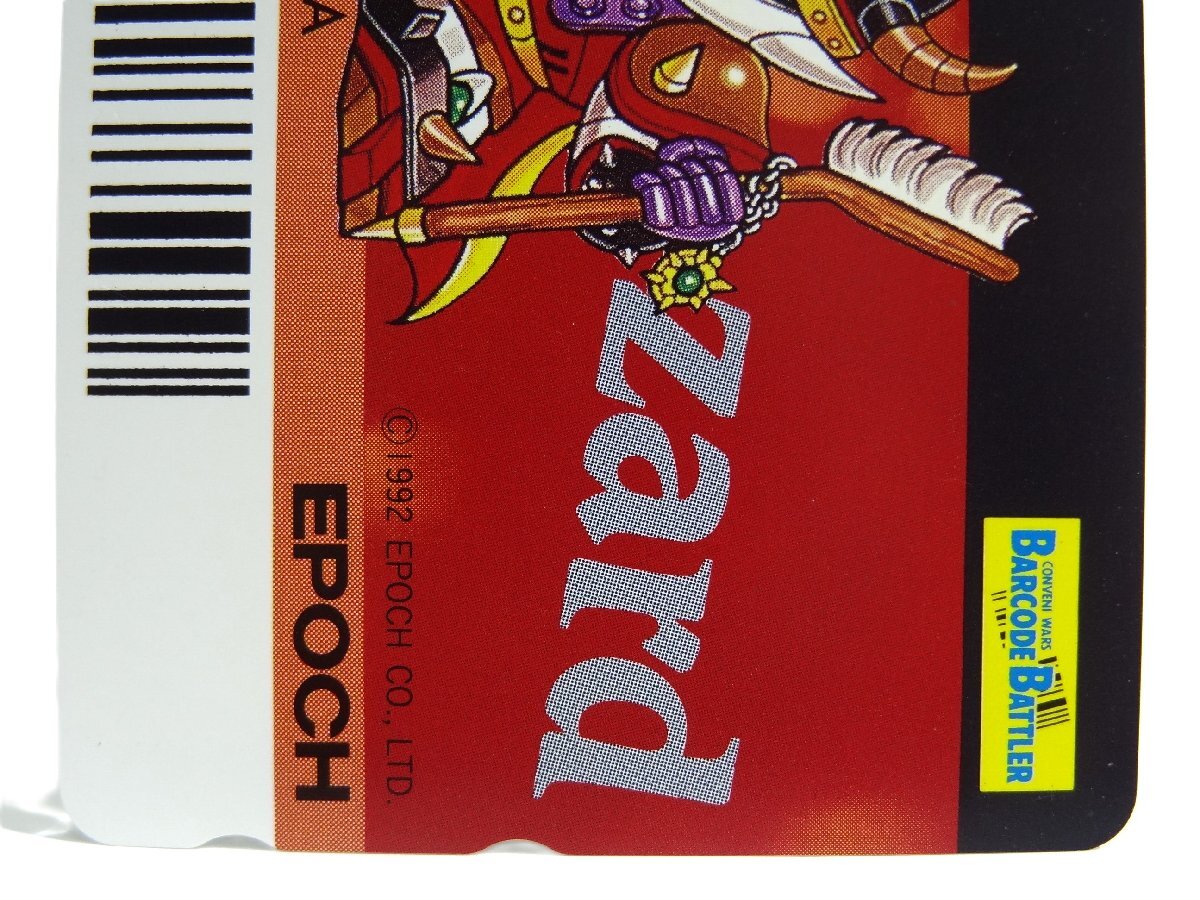 CONVENI WARS
BARCODE BATTLER
Zard
©1992 EPOCH CO., LTD.
A
EPOCH